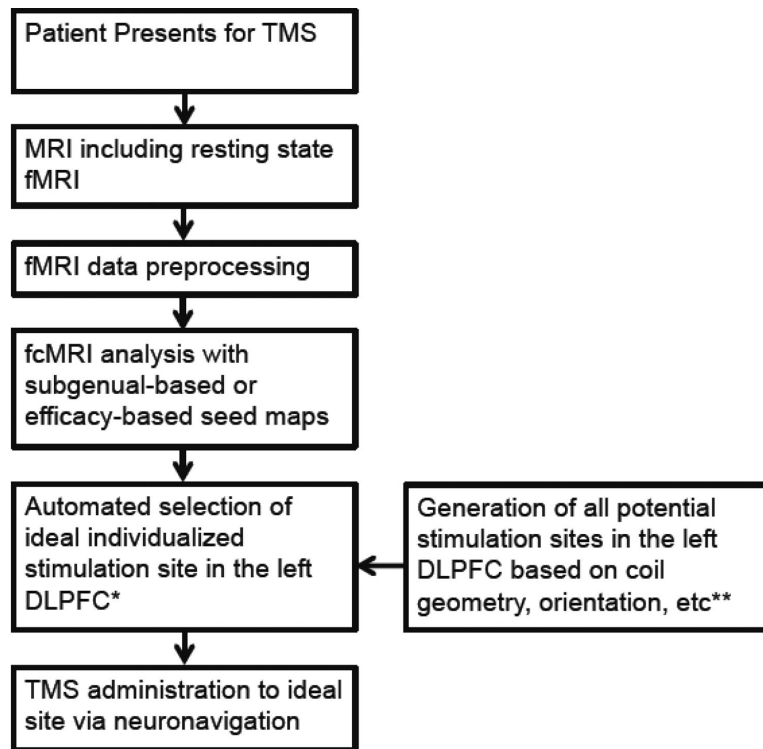 Patient Presents for TMS
MRI including resting state
fMRI
fMRI data preprocessing
fcMRI analysis with
subgenual-based or
efficacy-based seed maps
Automated selection of
ideal individualized
stimulation site in the left
DLPFC*
Generation of all potential
stimulation sites in the left
DLPFC based on coil
geometry, orientation, etc**
TMS administration to ideal
site via neuronavigation